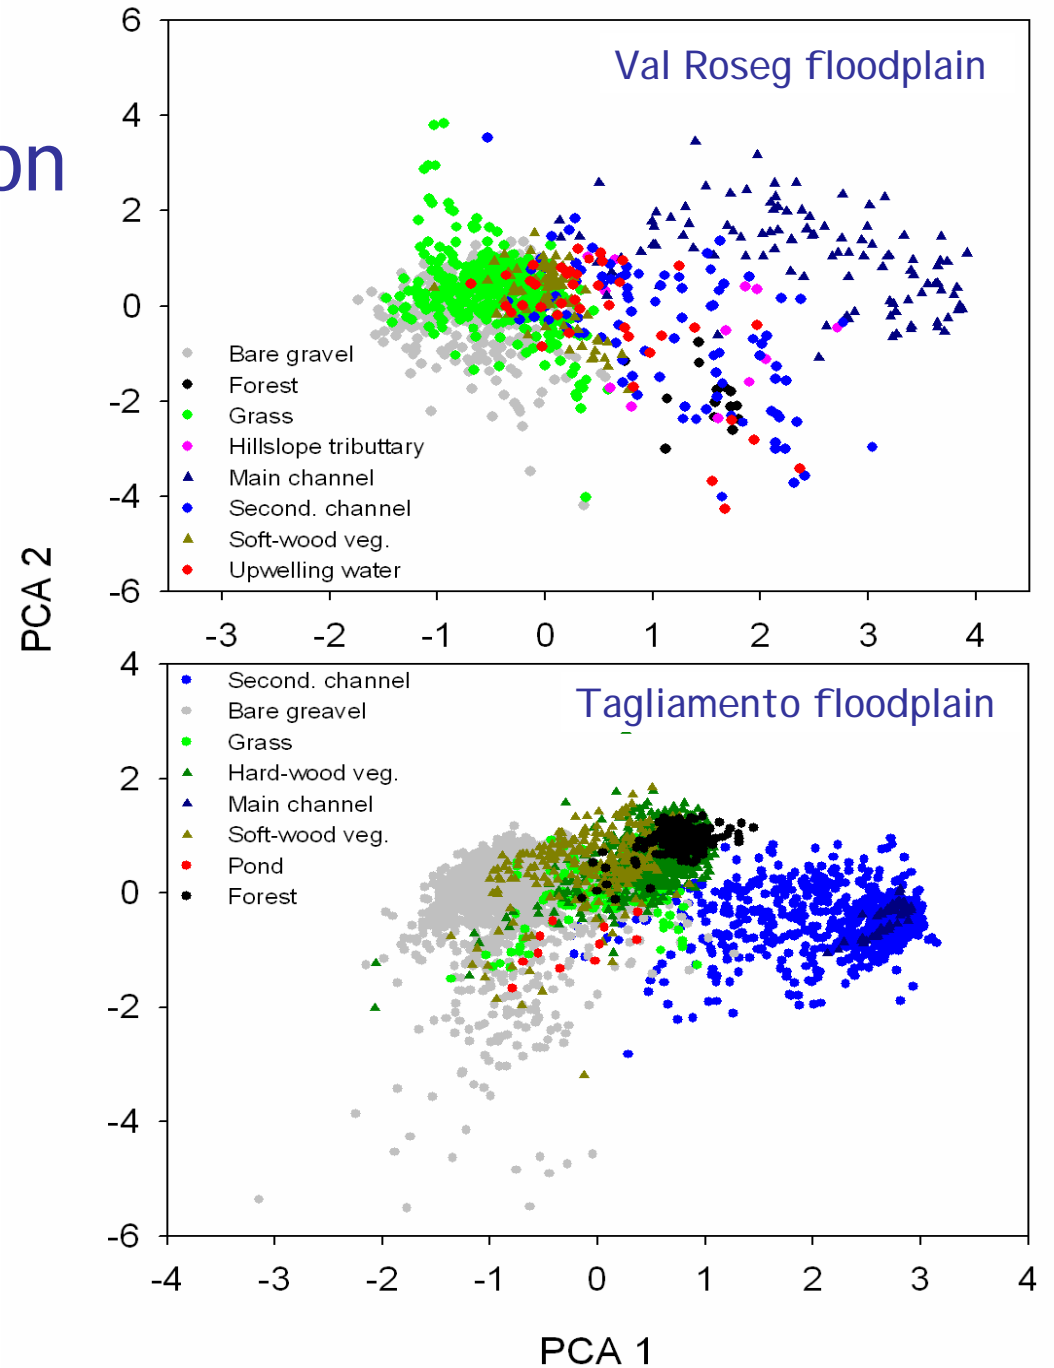 on
6
4
2
0
-2
-4
-6
Val Roseg floodplain
Bare gravel
Forest
Grass
Hillslope tributtary
Main channel
Second. channel
Soft-wood veg.
Upwelling water
-3 -2 -1 0 1 2 3 4
PCA 2
4
2
0
-2
-4
-6
Tagliamento floodplain
Second. channel
Bare greavel
Grass
Hard-wood veg.
Main channel
Soft-wood veg.
Pond
Forest
-4 -3 -2 -1 0 1 2 3 4
PCA 1